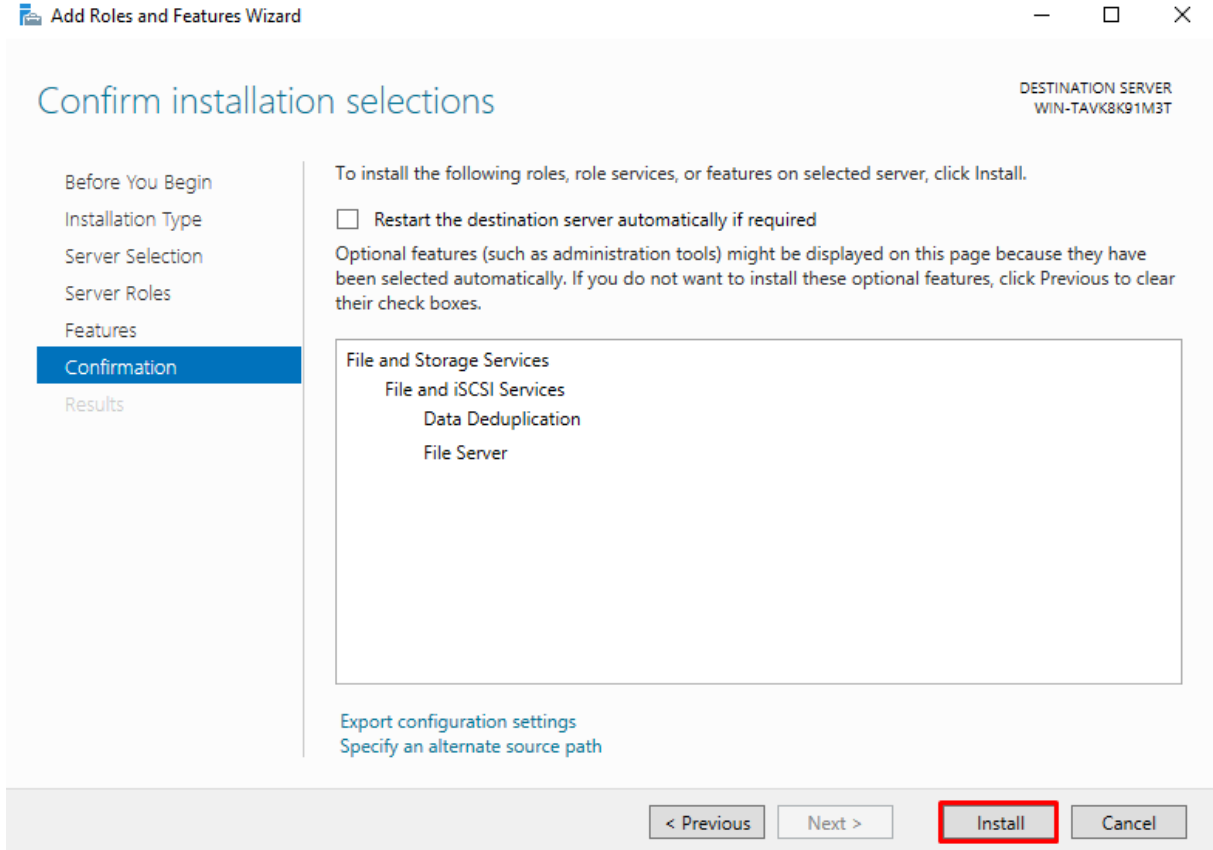 Add Roles and Features Wizard
Confirm installation selections
DESTINATION SERVER
WIN-TAVK8K91M3T
Before You Begin
Installation Type
Server Selection
Server Roles
Features
Confirmation
Results
To install the following roles, role services, or features on selected server, click Install.
Restart the destination server automatically if required
Optional features (such as administration tools) might be displayed on this page because they have
been selected automatically. If you do not want to install these optional features, click Previous to clear
their check boxes.
File and Storage Services
File and iSCSI Services
Data Deduplication
File Server
Export configuration settings
Specify an alternate source path
< Previous
Next >
Install
Cancel